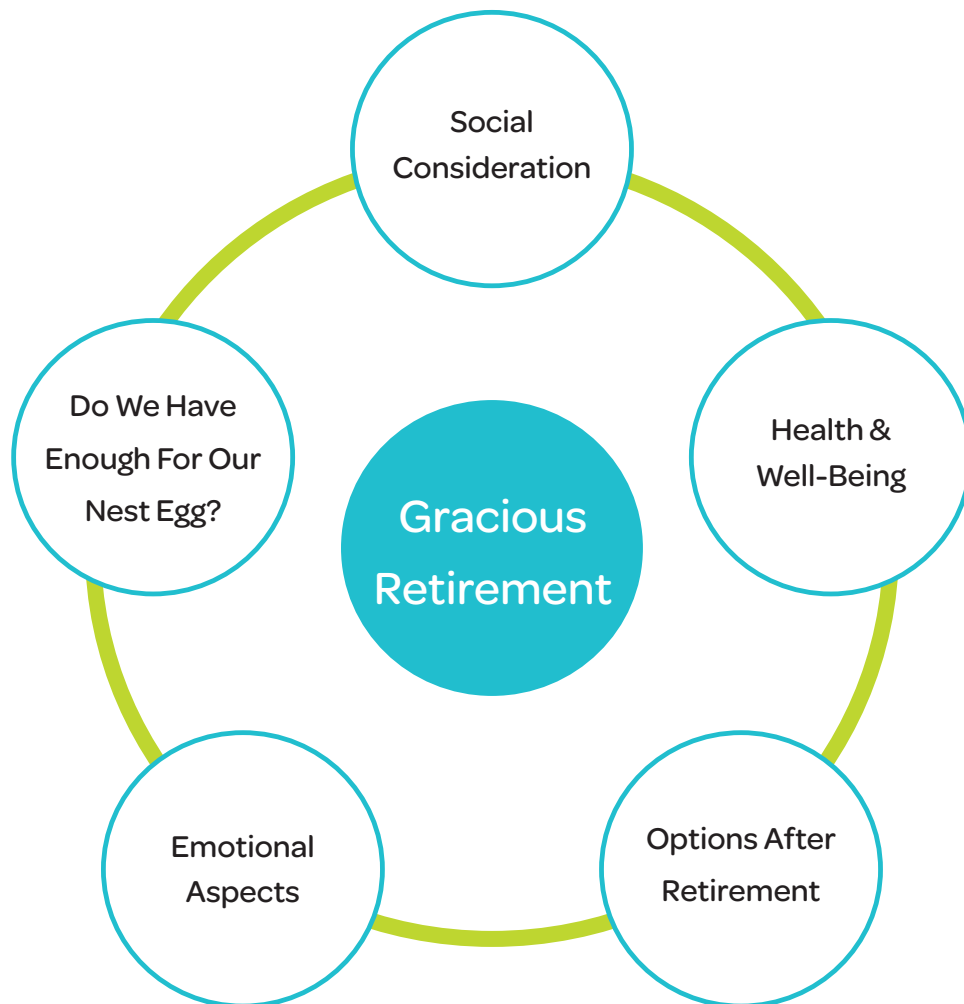 Social
Consideration
Do We Have
Enough For Our
Nest Egg?
Health &
Well-Being
Gracious
Retirement
Emotional
Aspects
Options After
Retirement